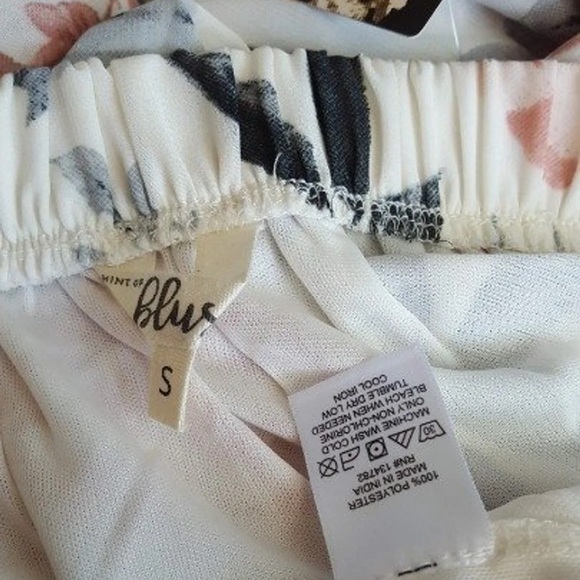 HINT OF
blus
S
100% POLYESTER
MADE IN INDIA
RN# 134782
30
MACHINE WASH COLD
ONLY NON-CHLORINE
BLEACH WHEN NEEDED
TUMBLE DRY LOW
COOL IRON